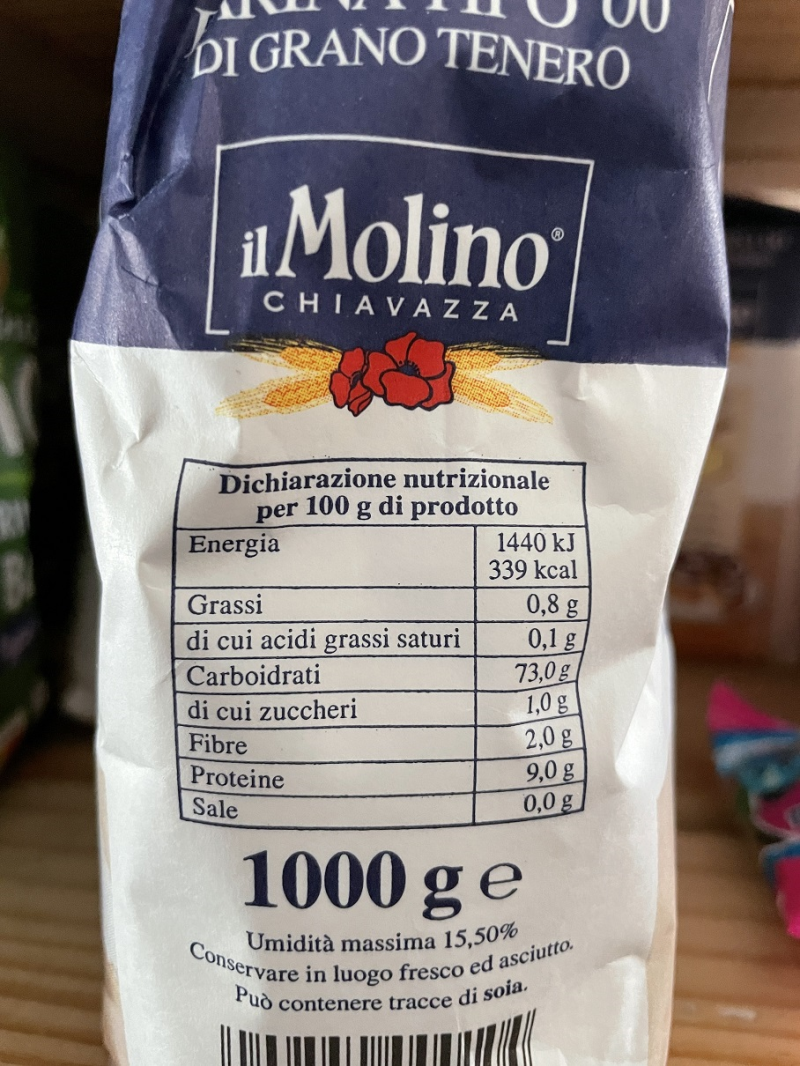 FARINA TIPO 00
DI GRANO TENERO
il Molino®
CHIAVAZZA
Dichiarazione nutrizionale
per 100 g di prodotto
Energia 1440 kJ
339 kcal
Grassi 0,8 g
di cui acidi grassi saturi 0,1 g
Carboidrati 73,0 g
di cui zuccheri 1,0 g
Fibre 2,0 g
Proteine 9,0 g
Sale 0,0 g
1000 g e
Umidità massima 15,50%
Conservare in luogo fresco ed asciutto.
Può contenere tracce di soia.